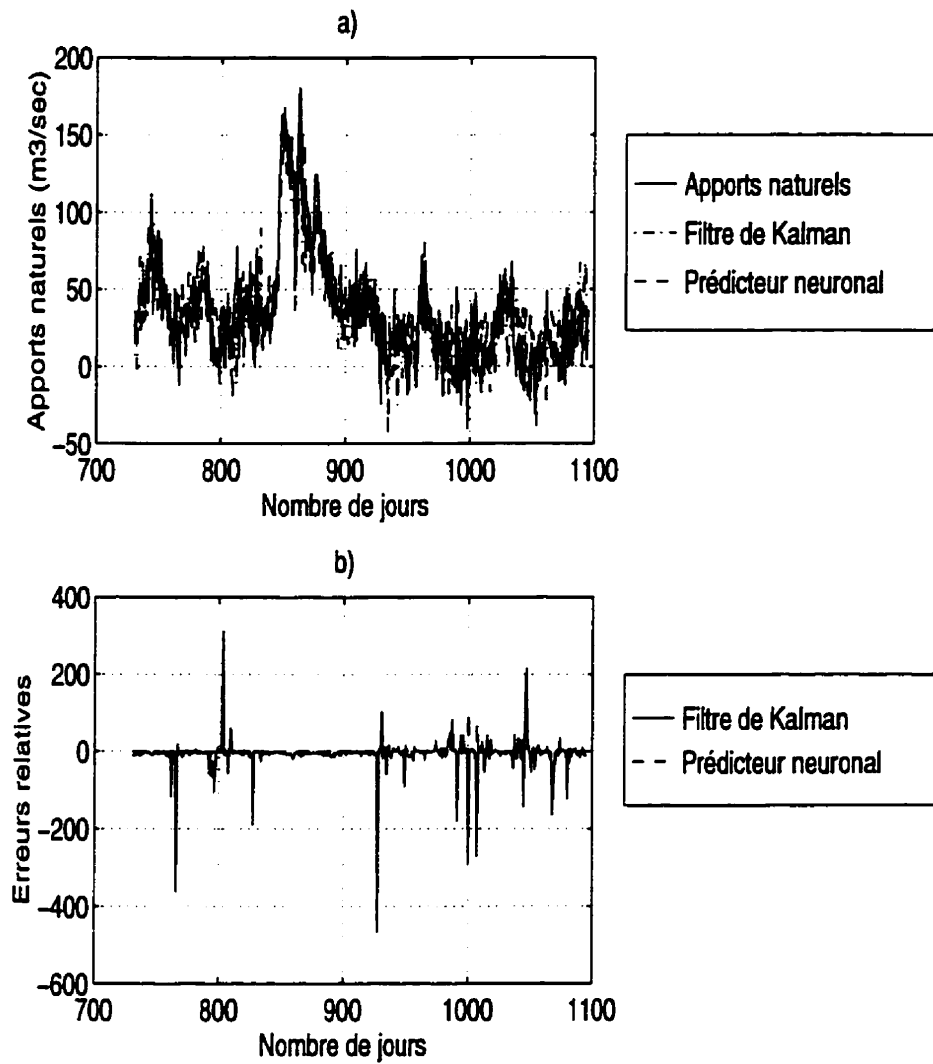 a)
200
150
100
50
0
−50
700
800
900
1000
1100
Apports naturels (m3/sec)
Nombre de jours
Apports naturels
Filtre de Kalman
Prédicteur neuronal
b)
400
200
0
−200
−400
−600
700
800
900
1000
1100
Erreurs relatives
Nombre de jours
Filtre de Kalman
Prédicteur neuronal